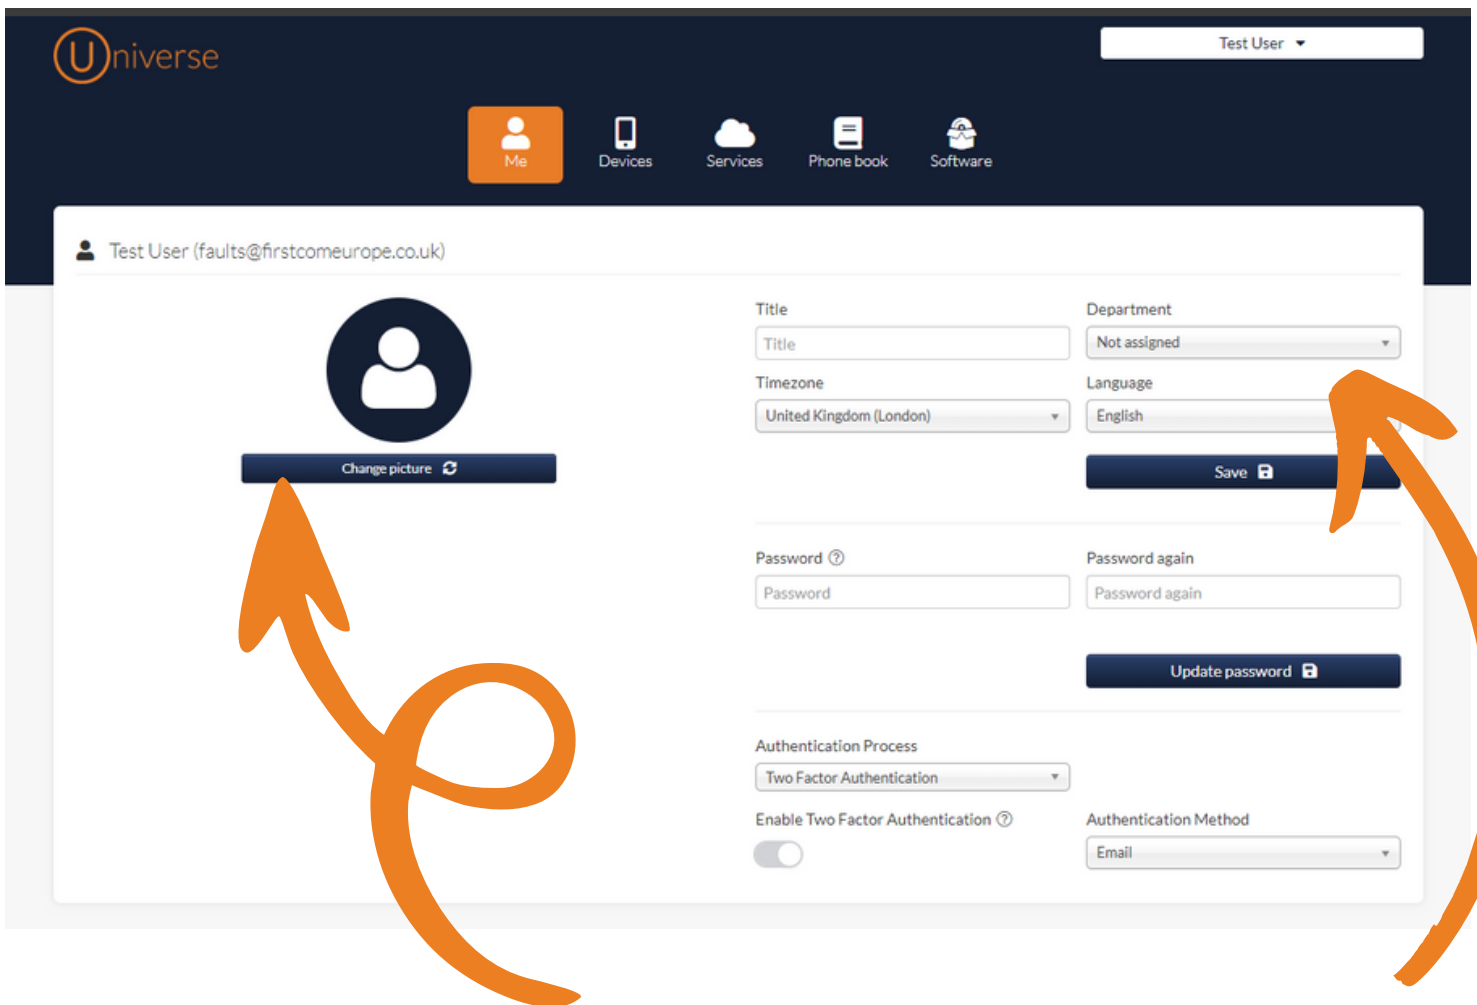 Universe
Test User
Me
Devices
Services
Phone book
Software
Test User (faults@firstcomeurope.co.uk)
Title
Department
Title
Not assigned
Timezone
Language
United Kingdom (London)
English
Change picture
Save
Password
Password again
Password
Password again
Update password
Authentication Process
Two Factor Authentication
Enable Two Factor Authentication
Authentication Method
Email